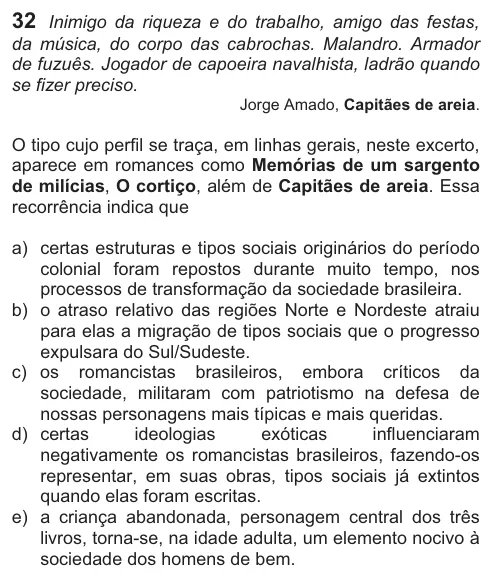 32 Inimigo da riqueza e do trabalho, amigo das festas,
da música, do corpo das cabrochas. Malandro. Armador
de fuzuês. Jogador de capoeira navalhista, ladrão quando
se fizer preciso.
Jorge Amado, Capitães de areia.
O tipo cujo perfil se traça, em linhas gerais, neste excerto,
aparece em romances como Memórias de um sargento
de milícias, O cortiço, além de Capitães de areia. Essa
recorrência indica que
a) certas estruturas e tipos sociais originários do período
colonial foram repostos durante muito tempo, nos
processos de transformação da sociedade brasileira.
b) o atraso relativo das regiões Norte e Nordeste atraiu
para elas a migração de tipos sociais que o progresso
expulsara do Sul/Sudeste.
c) os romancistas brasileiros, embora críticos da
sociedade, militaram com patriotismo na defesa de
nossas personagens mais típicas e mais queridas.
d) certas ideologias exóticas influenciaram
negativamente os romancistas brasileiros, fazendo-os
representar, em suas obras, tipos sociais já extintos
quando elas foram escritas.
e) a criança abandonada, personagem central dos três
livros, torna-se, na idade adulta, um elemento nocivo à
sociedade dos homens de bem.